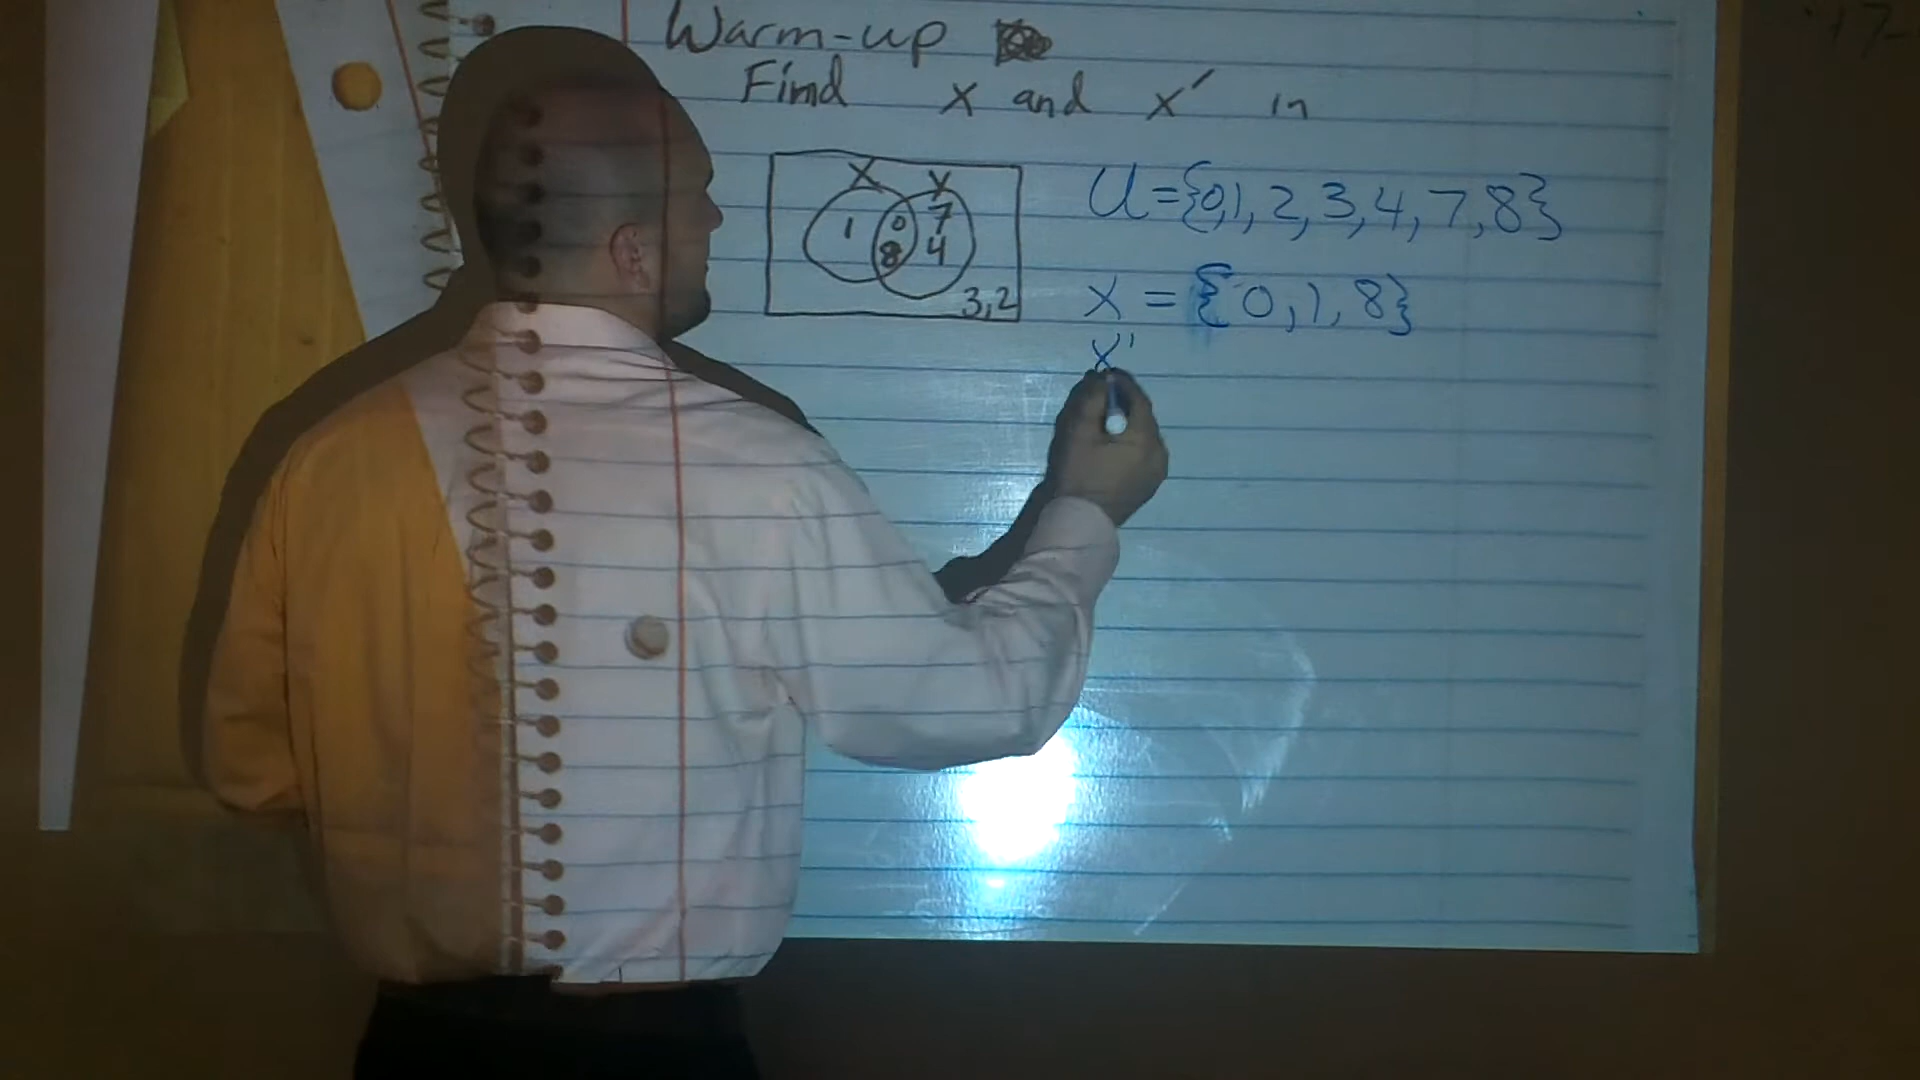 Warm-up
Find x and x′ in
X Y
1 0 7
8 4
3,2
U={0,1,2,3,4,7,8}
X = {0,1,8}
X'